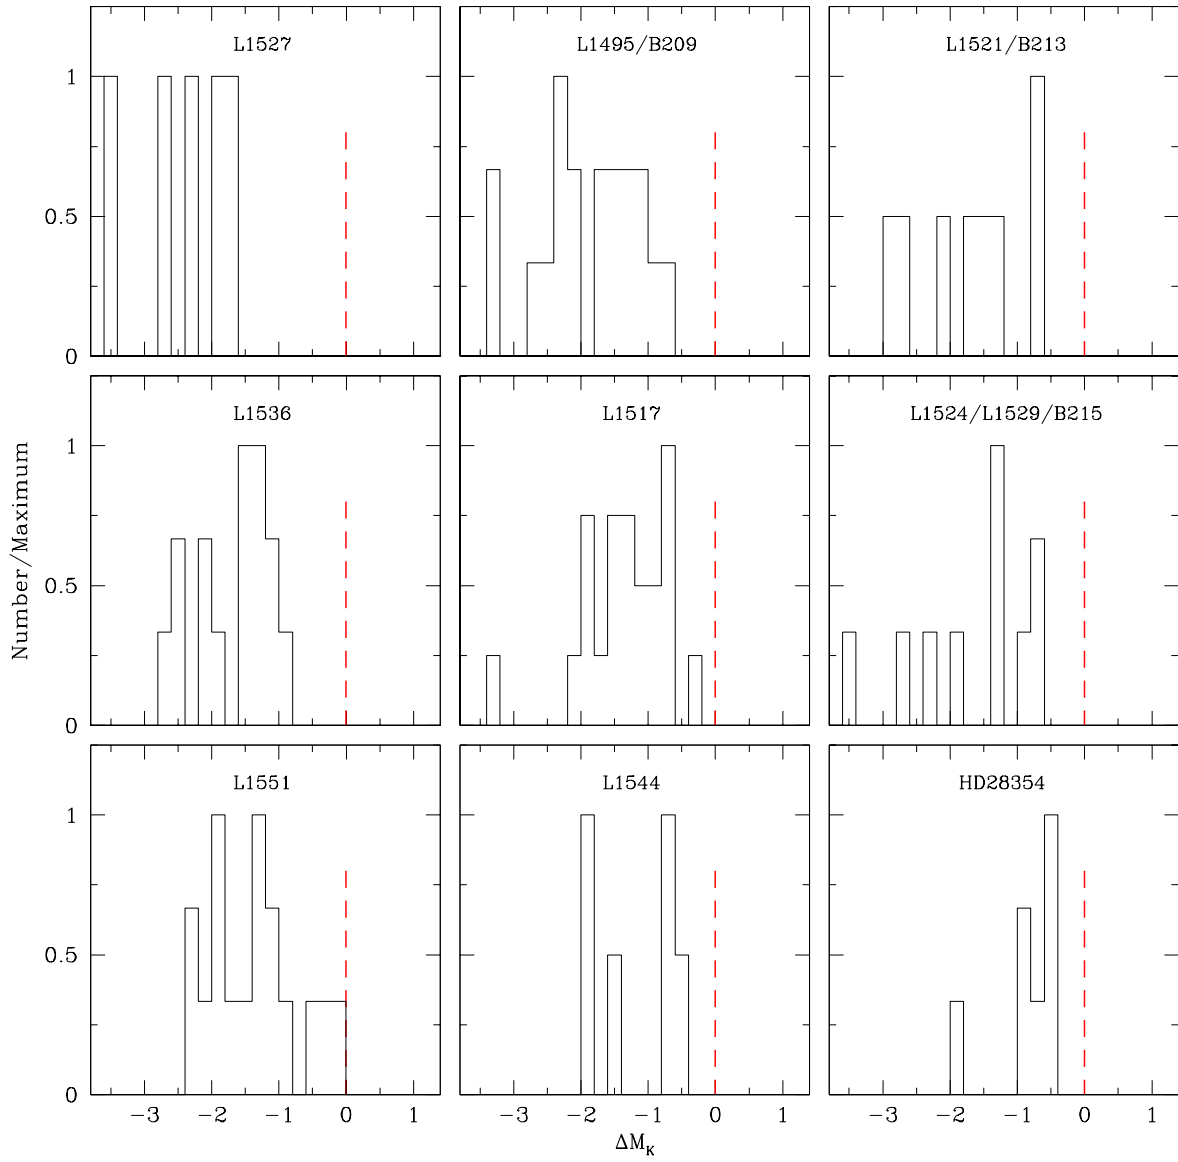 L1527 L1495/B209 L1521/B213
1
0.5
0
L1536 L1517 L1524/L1529/B215
1
0.5
0
Number/Maximum
L1551 L1544 HD28354
1
0.5
0
−3 −2 −1 0 1 −3 −2 −1 0 1 −3 −2 −1 0 1
ΔM_K